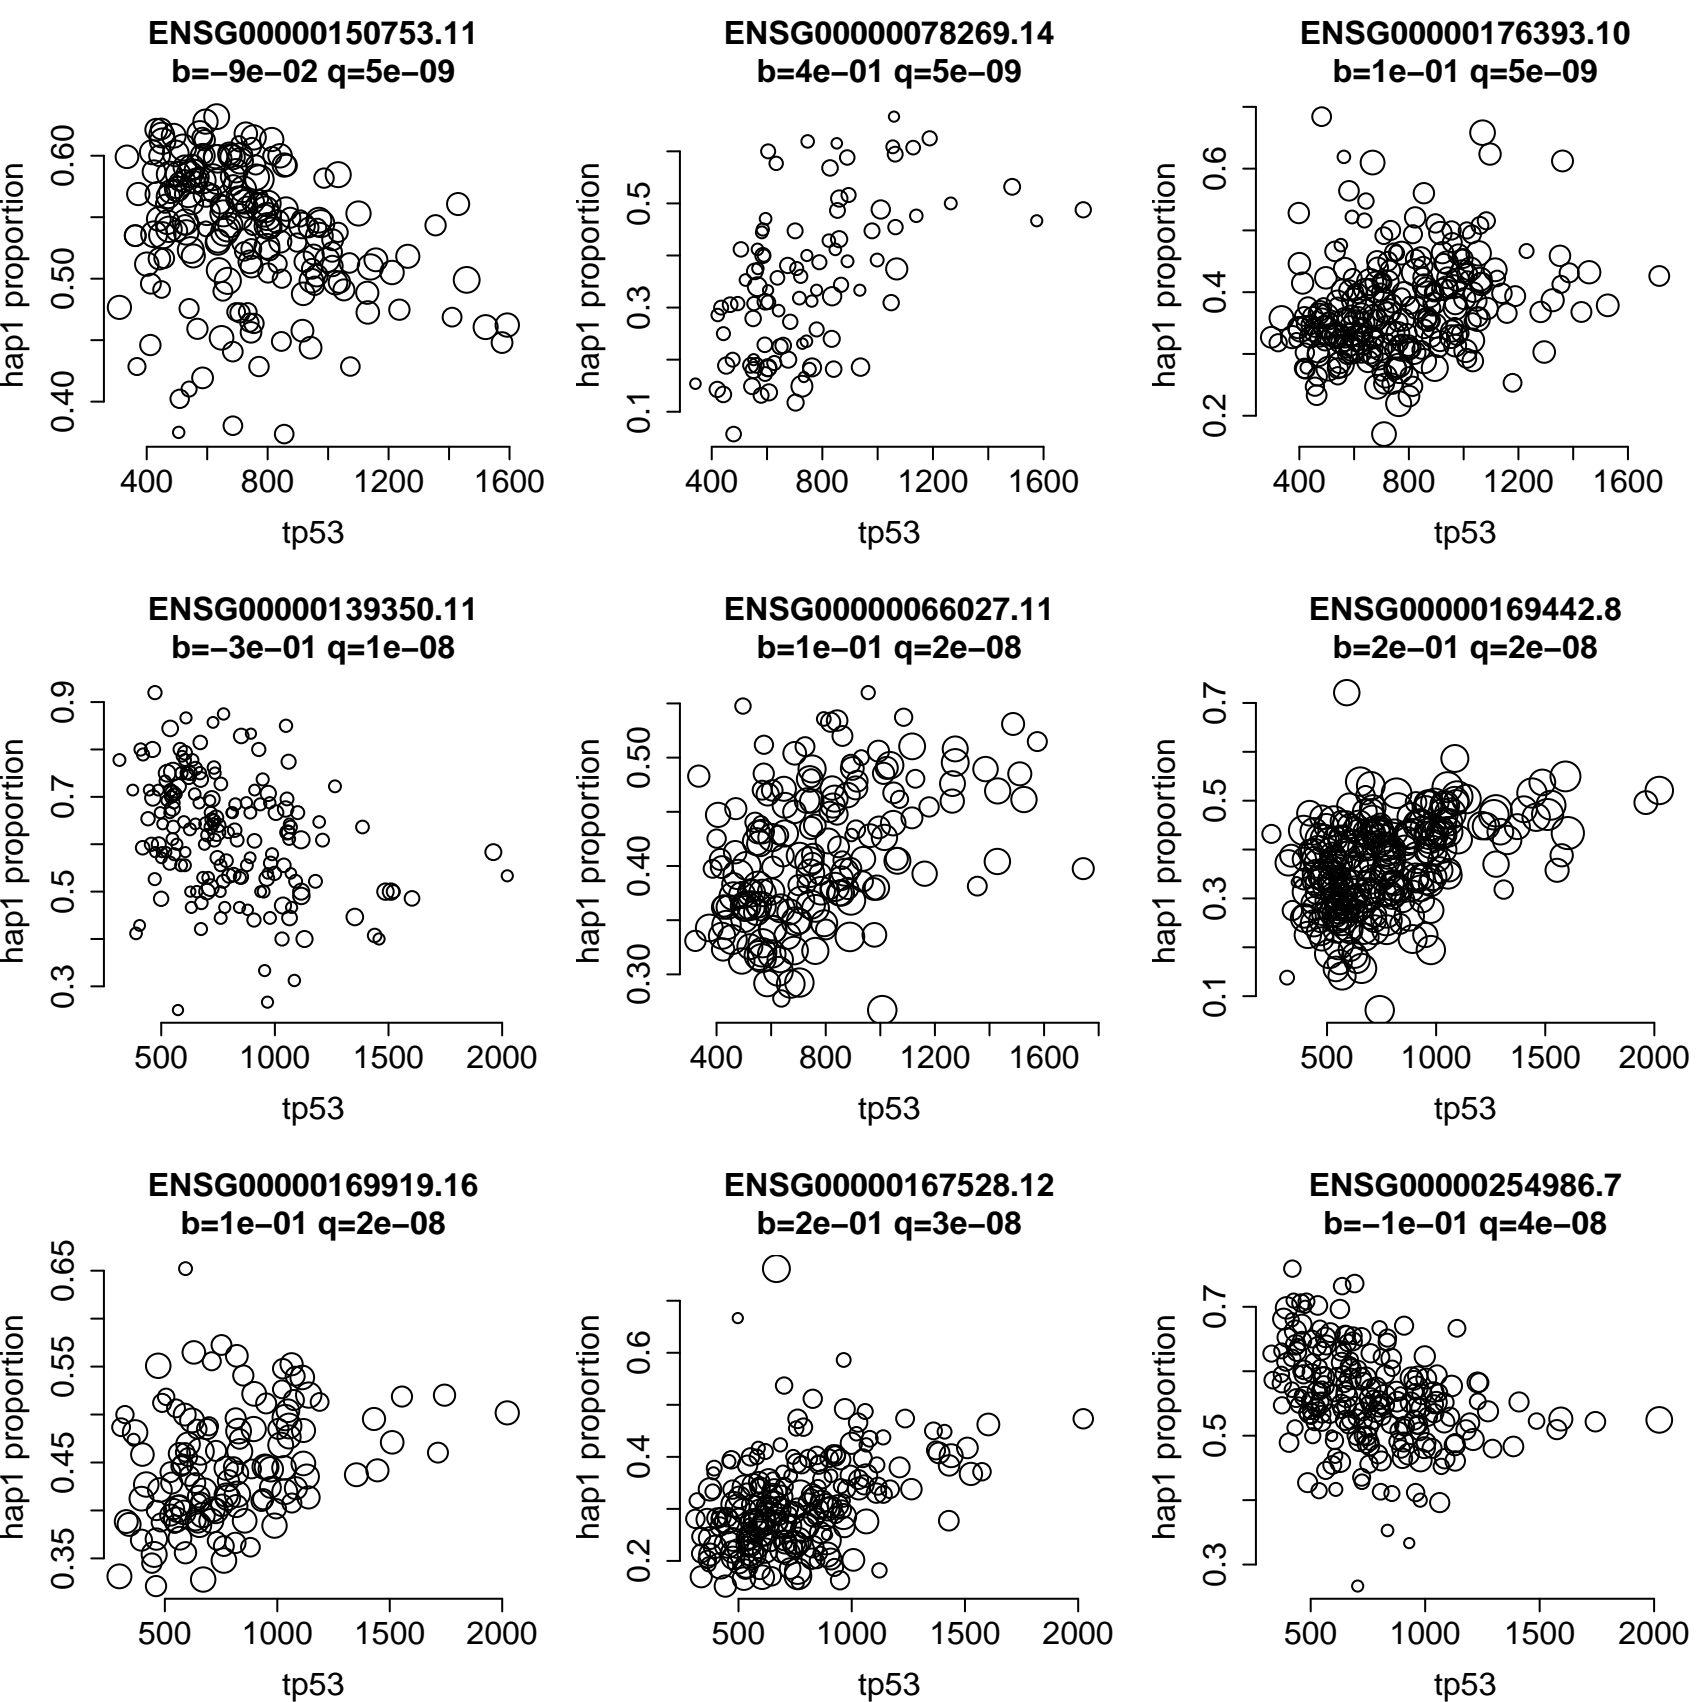 ENSG00000150753.11
b=−9e−02 q=5e−09
hap1 proportion
0.60
0.50
0.40
400 800 1200 1600
tp53
ENSG00000078269.14
b=4e−01 q=5e−09
hap1 proportion
0.5
0.3
0.1
400 800 1200 1600
tp53
ENSG00000176393.10
b=1e−01 q=5e−09
hap1 proportion
0.6
0.4
0.2
400 800 1200 1600
tp53
ENSG00000139350.11
b=−3e−01 q=1e−08
hap1 proportion
0.9
0.7
0.5
0.3
500 1000 1500 2000
tp53
ENSG00000066027.11
b=1e−01 q=2e−08
hap1 proportion
0.50
0.40
0.30
400 800 1200 1600
tp53
ENSG00000169442.8
b=2e−01 q=2e−08
hap1 proportion
0.7
0.5
0.3
0.1
500 1000 1500 2000
tp53
ENSG00000169919.16
b=1e−01 q=2e−08
hap1 proportion
0.65
0.55
0.45
0.35
500 1000 1500 2000
tp53
ENSG00000167528.12
b=2e−01 q=3e−08
hap1 proportion
0.6
0.4
0.2
500 1000 1500 2000
tp53
ENSG00000254986.7
b=−1e−01 q=4e−08
hap1 proportion
0.7
0.5
0.3
500 1000 1500 2000
tp53